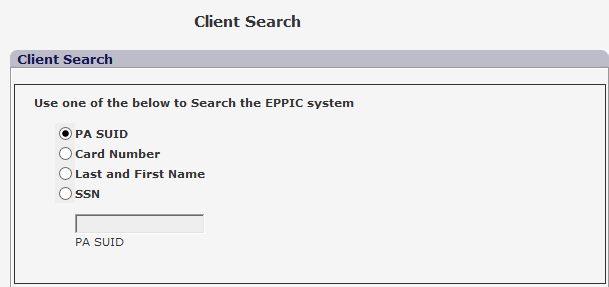 Client Search
Client Search
Use one of the below to Search the EPPIC system
PA SUID
Card Number
Last and First Name
SSN
PA SUID